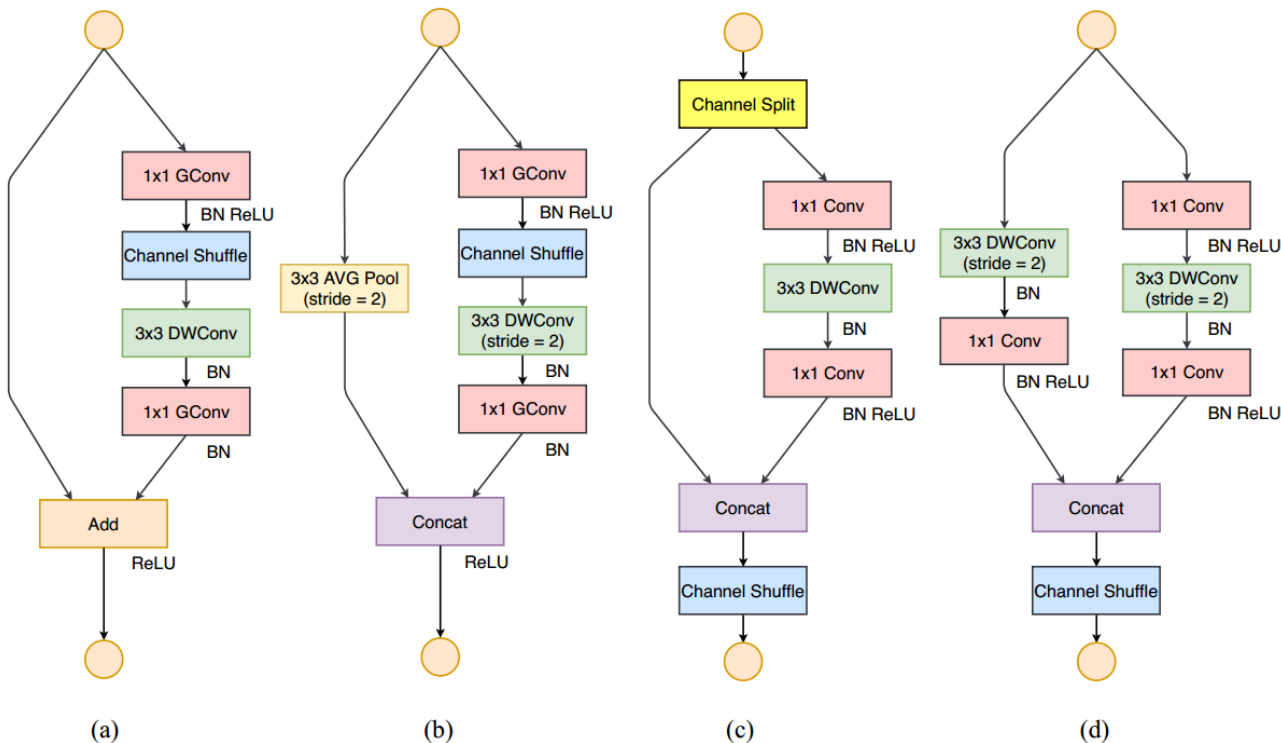 1x1 GConv
BN ReLU
Channel Shuffle
3x3 DWConv
BN
1x1 GConv
BN
Add
ReLU
(a)
1x1 GConv
BN ReLU
Channel Shuffle
3x3 AVG Pool
(stride = 2)
3x3 DWConv
(stride = 2)
BN
1x1 GConv
BN
Concat
ReLU
(b)
Channel Split
1x1 Conv
BN ReLU
3x3 DWConv
BN
1x1 Conv
BN ReLU
Concat
Channel Shuffle
(c)
3x3 DWConv
(stride = 2)
BN
1x1 Conv
BN ReLU
1x1 Conv
BN ReLU
3x3 DWConv
(stride = 2)
BN
1x1 Conv
BN ReLU
Concat
Channel Shuffle
(d)